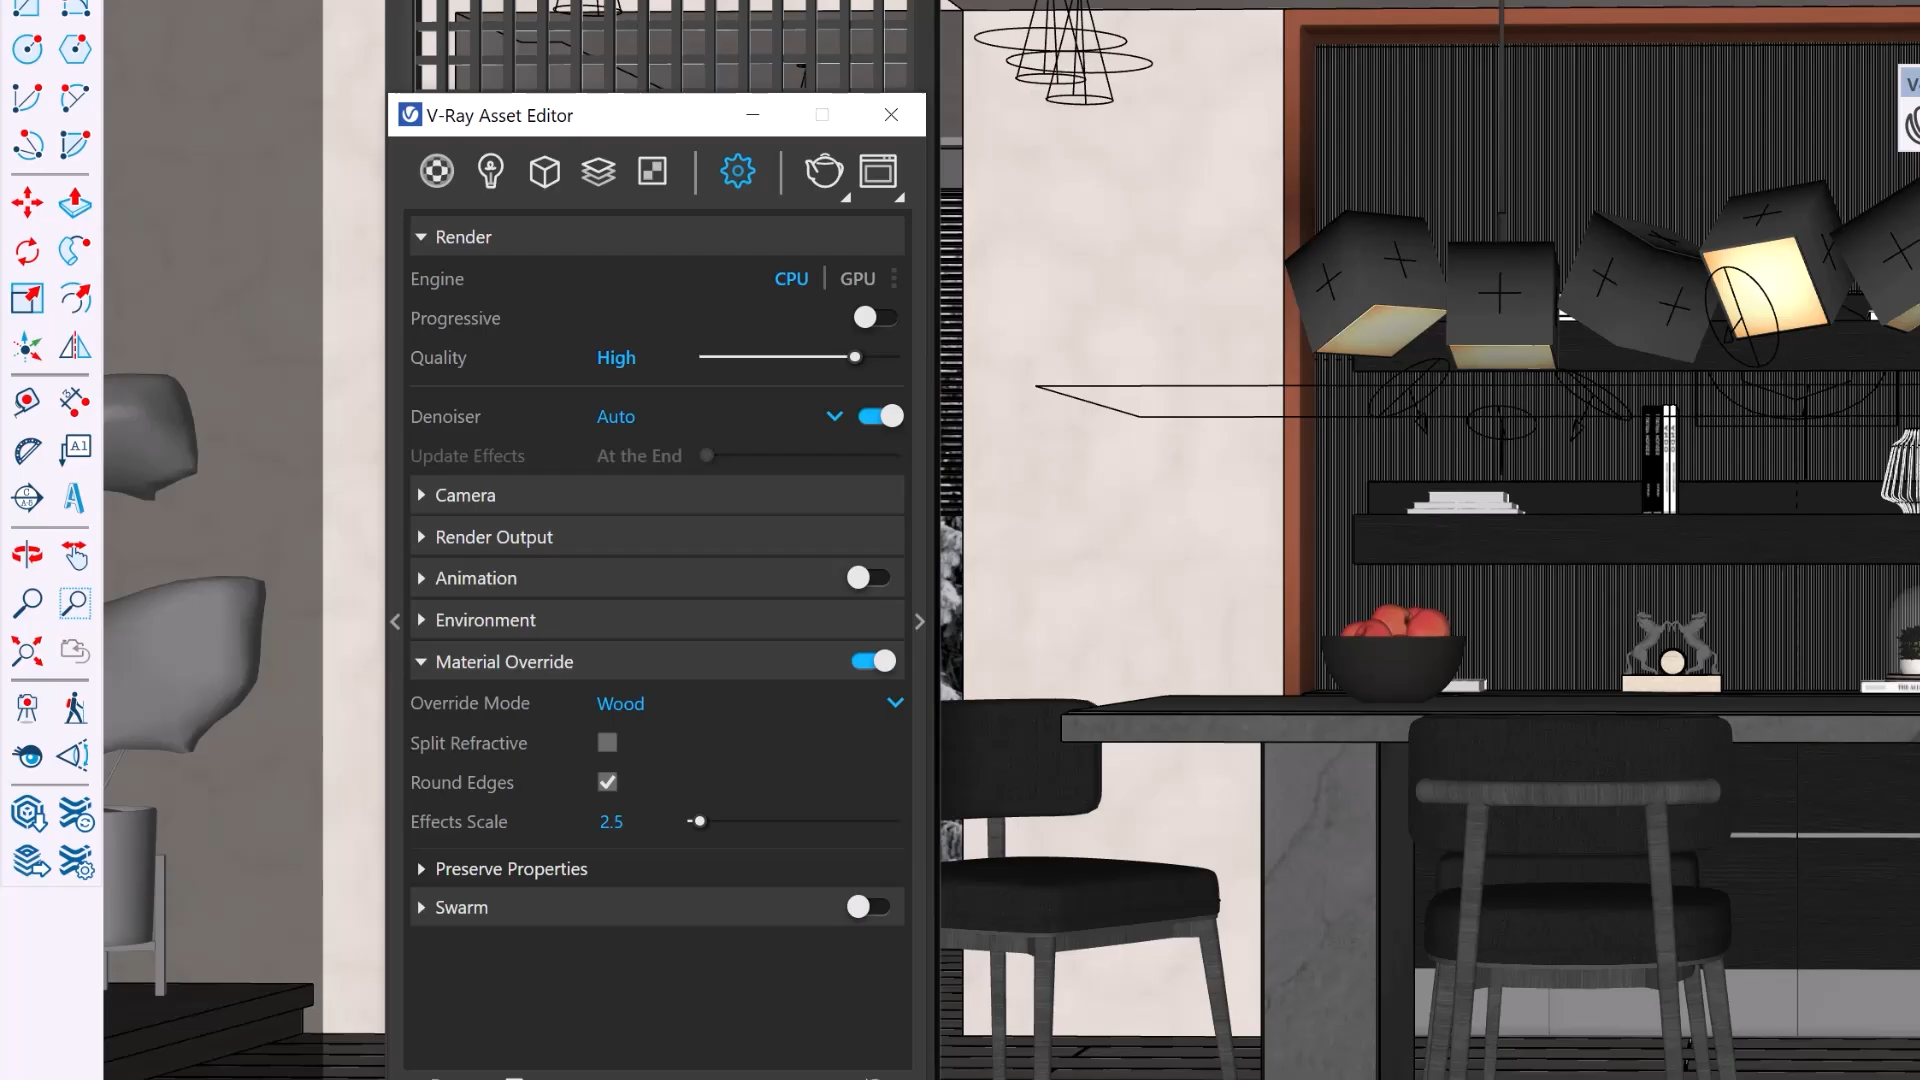 V-Ray Asset Editor
Render
Engine CPU | GPU
Progressive
Quality High
Denoiser Auto
Update Effects At the End
Camera
Render Output
Animation
Environment
Material Override
Override Mode Wood
Split Refractive
Round Edges
Effects Scale 2.5
Preserve Properties
Swarm
A1